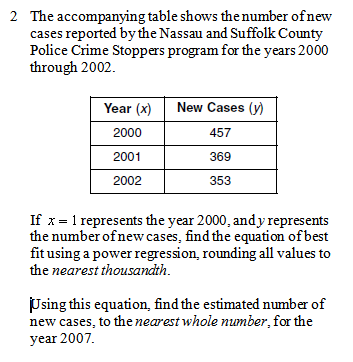 2 The accompanying table shows the number of new
cases reported by the Nassau and Suffolk County
Police Crime Stoppers program for the years 2000
through 2002.
Year (x) New Cases (y)
2000 457
2001 369
2002 353
If x = 1 represents the year 2000, and y represents
the number of new cases, find the equation of best
fit using a power regression, rounding all values to
the nearest thousandth.
Using this equation, find the estimated number of
new cases, to the nearest whole number, for the
year 2007.